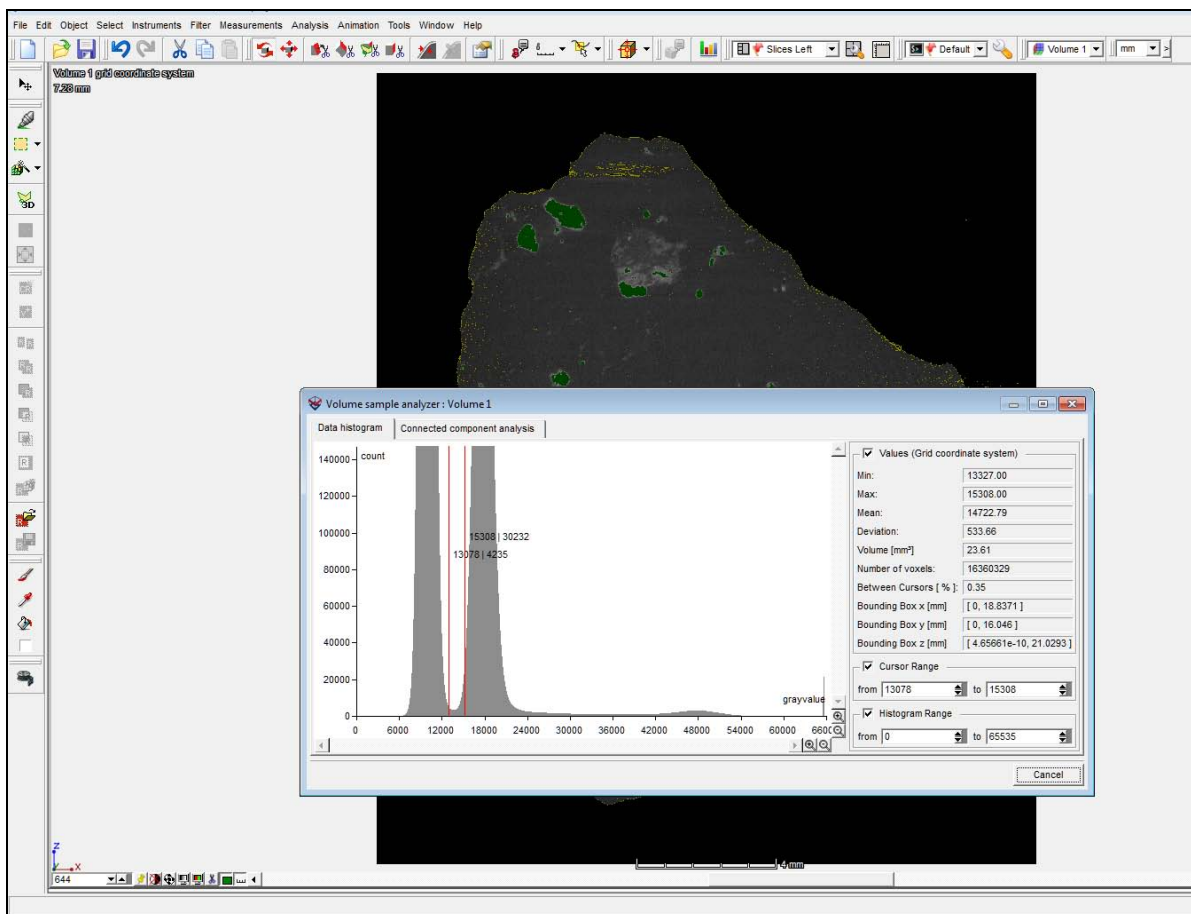 File Edit Object Select Instruments Filter Measurements Analysis Animation Tools Window Help
Slices Left Default Volume 1 mm
Volume 1 grid coordinate system
7.28 mm
3D
Volume sample analyzer : Volume 1
Data histogram Connected component analysis
count
140000
120000
100000
80000
60000
40000
20000
0
15308 | 30232
13078 | 4235
grayvalue
0 6000 12000 18000 24000 30000 36000 42000 48000 54000 60000
Values (Grid coordinate system)
Min: 13327.00
Max: 15308.00
Mean: 14722.79
Deviation: 533.66
Volume [mm³] 23.61
Number of voxels: 16360329
Between Cursors [ % ]: 0.35
Bounding Box x [mm] [ 0, 18.8371 ]
Bounding Box y [mm] [ 0, 16.046 ]
Bounding Box z [mm] [ 4.65661e-10, 21.0293 ]
Cursor Range
from 13078 to 15308
Histogram Range
from 0 to 65535
Cancel
4 mm
z
x
644